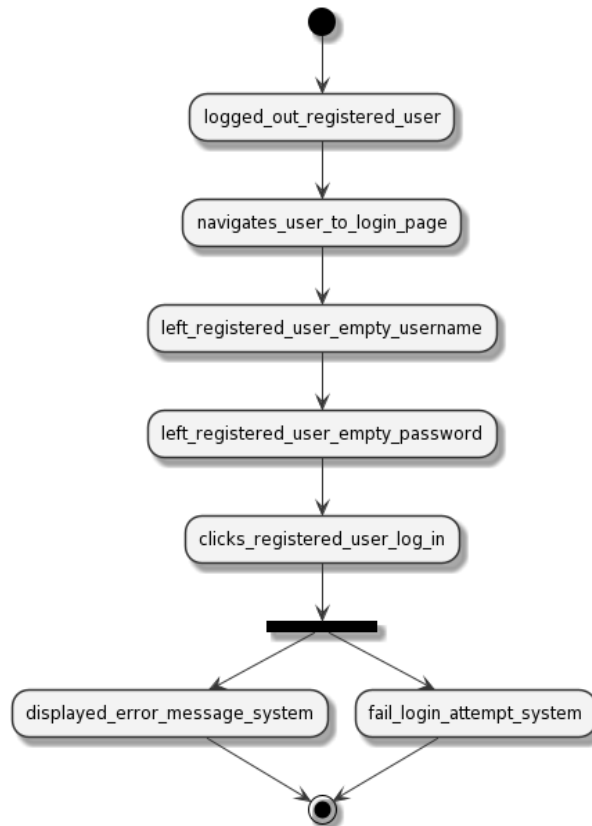 logged_out_registered_user
navigates_user_to_login_page
left_registered_user_empty_username
left_registered_user_empty_password
clicks_registered_user_log_in
displayed_error_message_system
fail_login_attempt_system